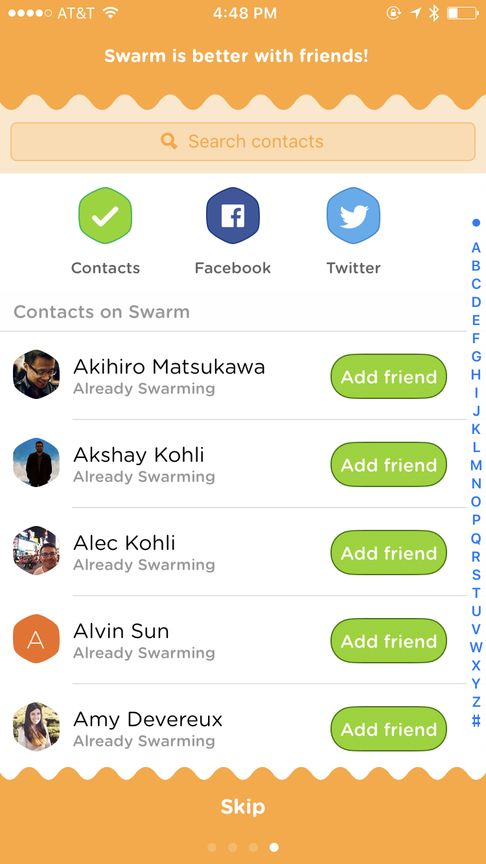 AT&T 4:48 PM
Swarm is better with friends!
Search contacts
Contacts Facebook Twitter
Contacts on Swarm
Akihiro Matsukawa
Already Swarming
Add friend
Akshay Kohli
Already Swarming
Add friend
Alec Kohli
Already Swarming
Add friend
A
Alvin Sun
Already Swarming
Add friend
Amy Devereux
Already Swarming
Add friend
A
B
C
D
E
F
G
H
I
J
K
L
M
N
O
P
Q
R
S
T
U
V
W
X
Y
Z
#
Skip